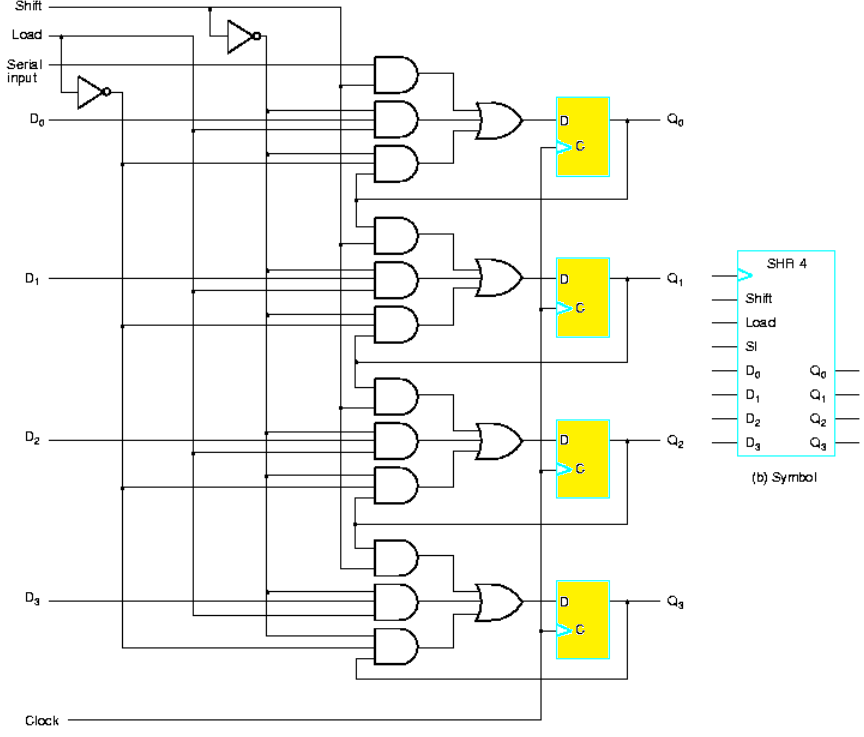 Shift
Load
Serial
input
D₀
D C
Q₀
D₁
D C
Q₁
D₂
D C
Q₂
D₃
D C
Q₃
Clock
SHR 4
Shift
Load
SI
D₀ Q₀
D₁ Q₁
D₂ Q₂
D₃ Q₃
(b) Symbol